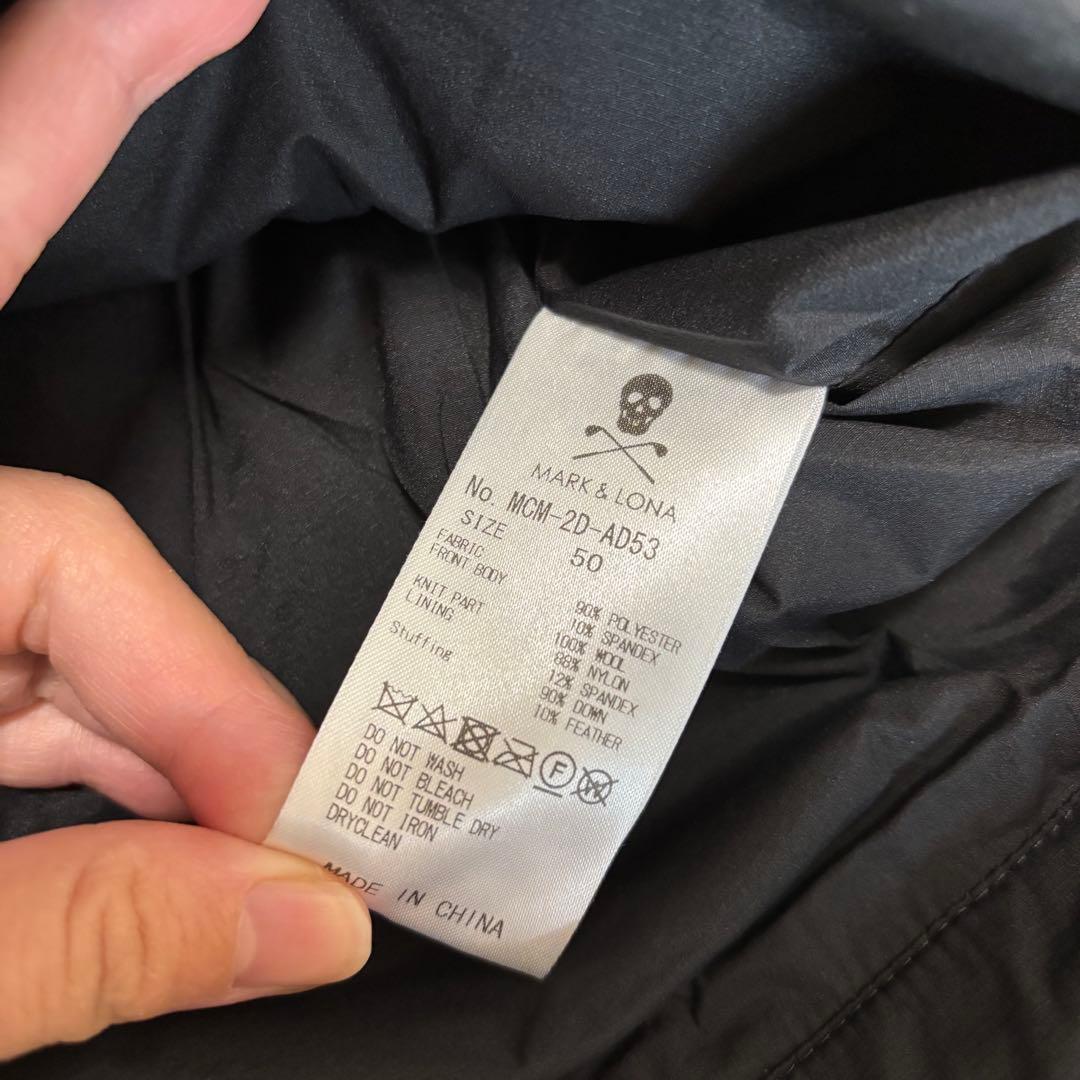 MARK & LONA
No. MCM-2D-AD53
SIZE 50
FABRIC
FRONT BODY 90% POLYESTER
10% SPANDEX
KNIT PART 100% WOOL
LINING 88% NYLON
12% SPANDEX
Stuffing 90% DOWN
10% FEATHER
F W
DO NOT WASH
DO NOT BLEACH
DO NOT TUMBLE DRY
DO NOT IRON
DRYCLEAN
MADE IN CHINA